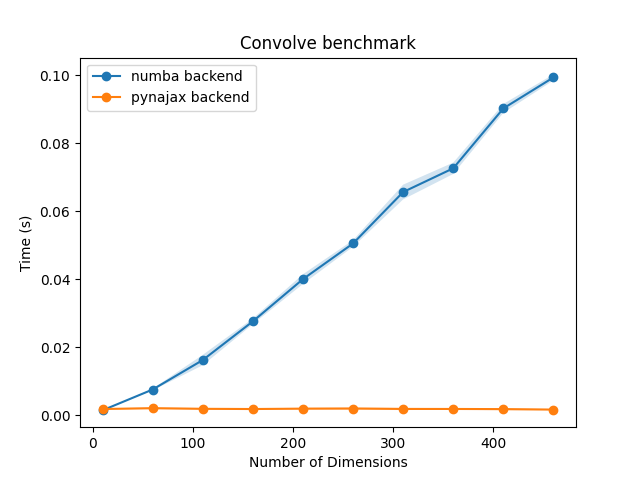 Convolve benchmark
numba backend
pynajax backend
Time (s)
0.10
0.08
0.06
0.04
0.02
0.00
0
100
200
300
400
Number of Dimensions